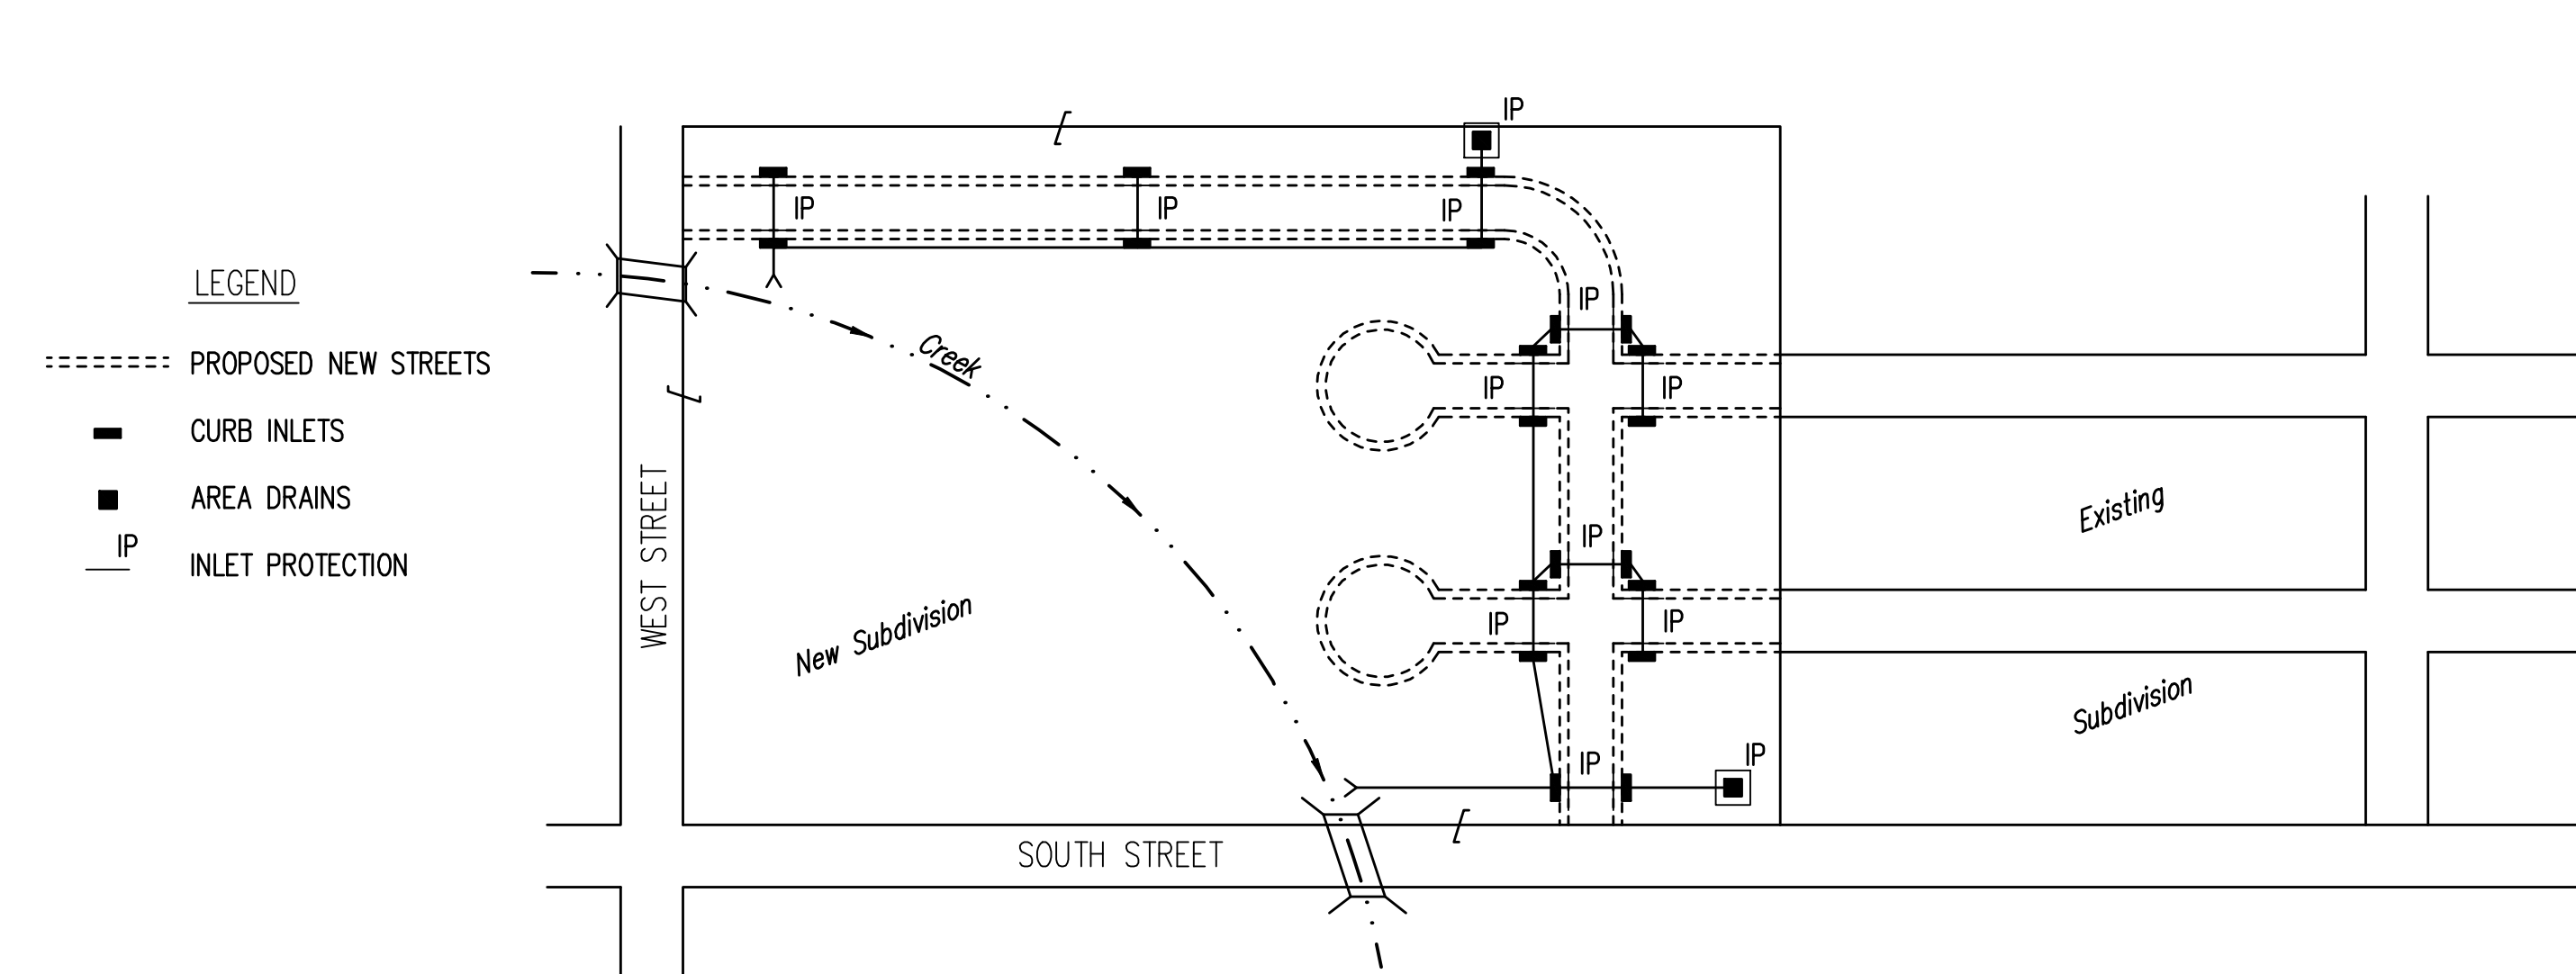 IP
IP
IP
IP
LEGEND
IP
Creek
PROPOSED NEW STREETS
IP
IP
CURB INLETS
AREA DRAINS
Existing
IP
IP
INLET PROTECTION
WEST STREET
New Subdivision
IP
IP
Subdivision
IP
IP
SOUTH STREET